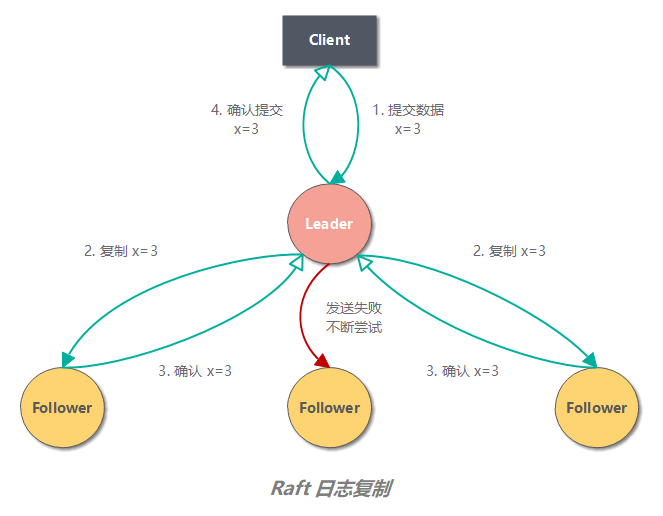 Client
4. 确认提交
x=3
1. 提交数据
x=3
Leader
2. 复制 x=3
2. 复制 x=3
发送失败
不断尝试
3. 确认 x=3
3. 确认 x=3
Follower
Follower
Follower
Raft 日志复制